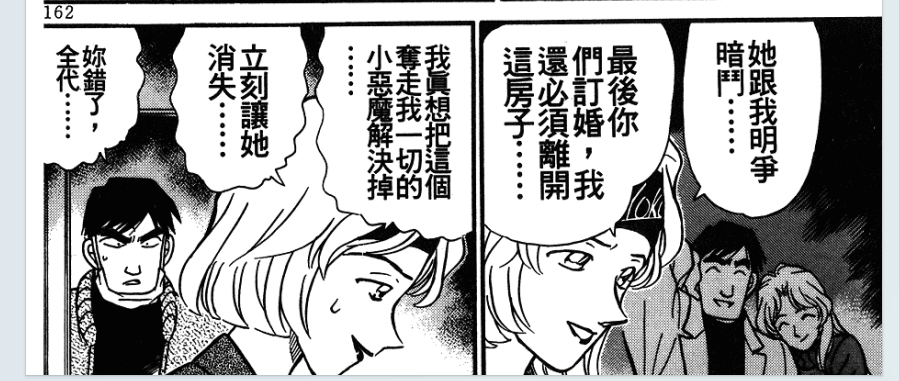 162
她跟我明爭
暗鬥……
最後你
們訂婚，我
還必須離開
這房子……
我真想把這個
奪走我一切的
小惡魔解決掉
……
立刻讓她
消失……
妳錯了，
全代……